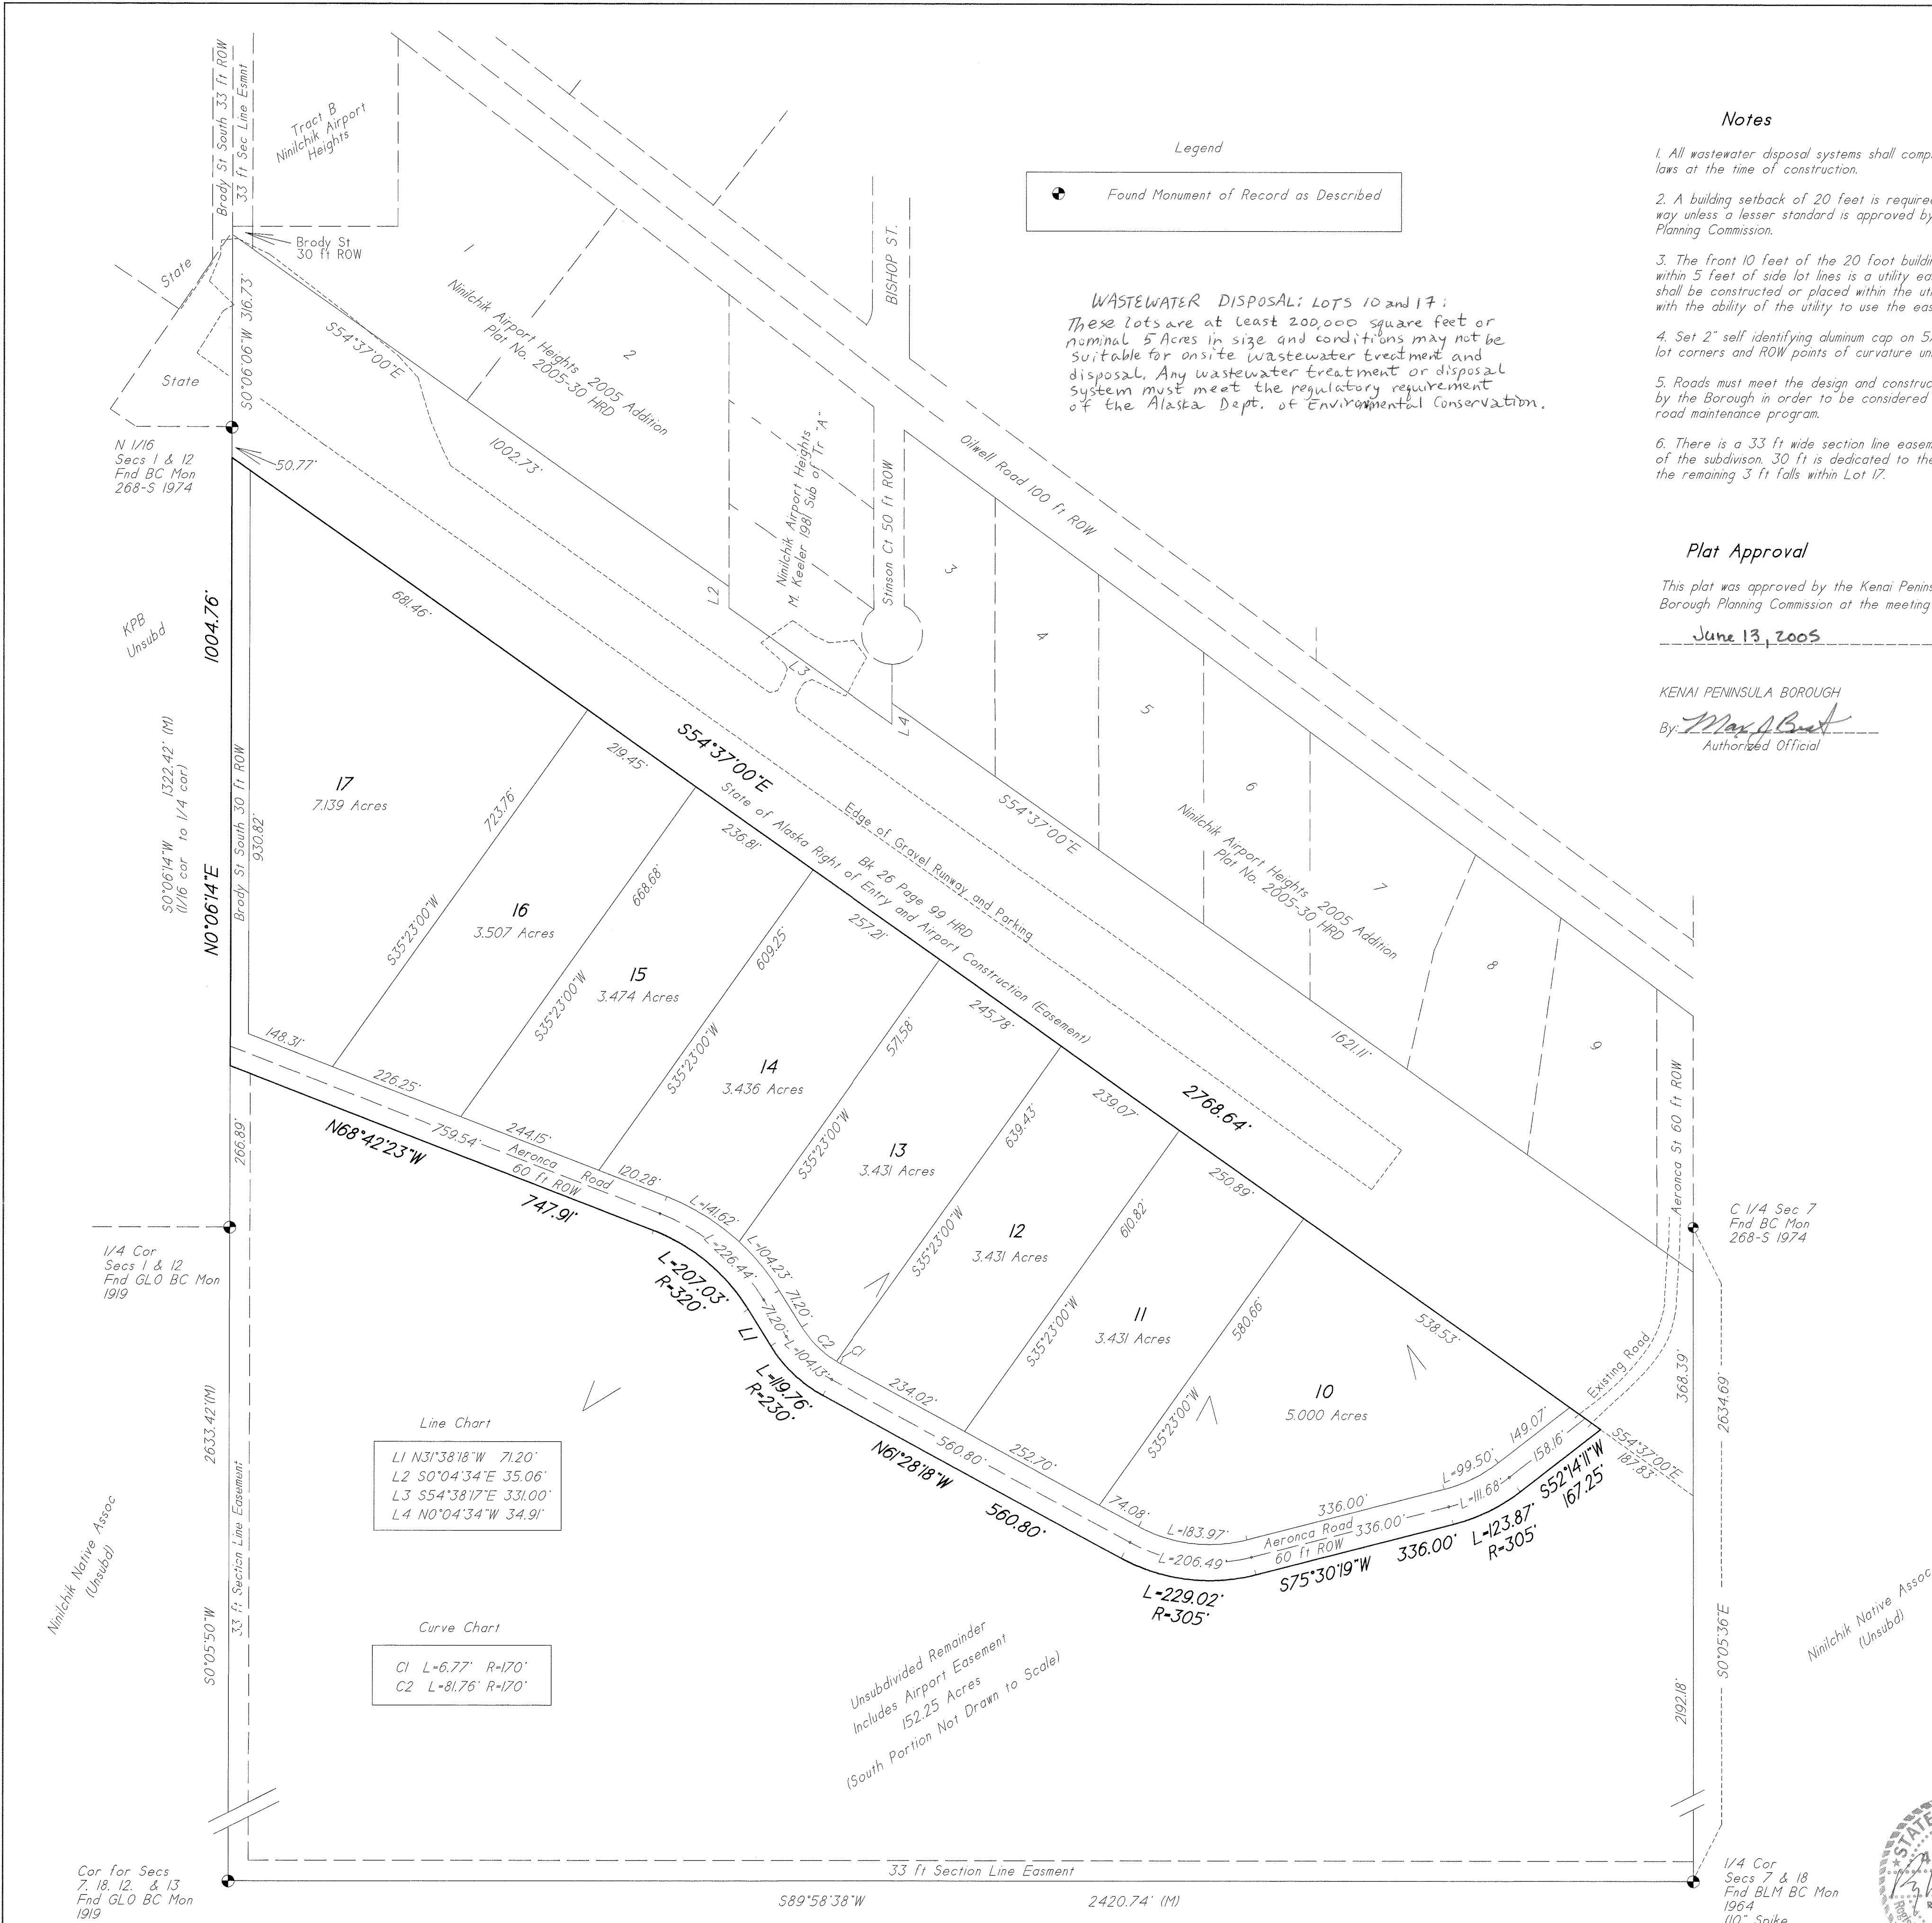 Brody St South 33 ft ROW
33 ft Sec Line Esmnt
Tract B
Ninilchik Airport
Heights
Brody St
30 ft ROW
State
State
S0°06'06"W 316.73'
S54°37'00"E
1002.73'
1
2
Ninilchik Airport Heights 2005 Addition
Plat No. 2005-30 HRD
N 1/16
Secs 1 & 12
Fnd BC Mon
268-S 1974
50.77'
Legend
Found Monument of Record as Described
BISHOP ST.
WASTEWATER DISPOSAL: LOTS 10 and 17:
These lots are at least 200,000 square feet or
nominal 5 Acres in size and conditions may not be
suitable for onsite wastewater treatment and
disposal. Any wastewater treatment or disposal
system must meet the regulatory requirement
of the Alaska Dept. of Environmental Conservation.
Notes
1. All wastewater disposal systems shall comp
laws at the time of construction.
2. A building setback of 20 feet is require
way unless a lesser standard is approved by
Planning Commission.
3. The front 10 feet of the 20 foot buildin
within 5 feet of side lot lines is a utility ea
shall be constructed or placed within the uti
with the ability of the utility to use the eas
4. Set 2" self identifying aluminum cap on 5/
lot corners and ROW points of curvature un
5. Roads must meet the design and construc
by the Borough in order to be considered
road maintenance program.
6. There is a 33 ft wide section line easem
of the subdivison. 30 ft is dedicated to the
the remaining 3 ft falls within Lot 17.
Plat Approval
This plat was approved by the Kenai Penins
Borough Planning Commission at the meeting
June 13, 2005
KENAI PENINSULA BOROUGH
By: Max J Best
Authorized Official
Oilwell Road 100 ft ROW
Ninilchik Airport Heights
M. Keeler 1981 Sub of Tr "A"
Stinson Ct 50 ft ROW
L2
L3
L4
3
4
5
6
7
8
9
S54°37'00"E
1621.11'
Ninilchik Airport Heights 2005 Addition
Plat No. 2005-30 HRD
KPB
Unsubd
1004.76'
N0°06'14"E
S0°06'14"W 1322.42' (M)
(1/16 cor to 1/4 cor)
Brody St South 30 ft ROW
930.82'
681.46'
219.45'
236.81'
257.21'
245.78'
239.07'
250.89'
538.53'
S54°37'00"E
2768.64'
Edge of Gravel Runway and Parking
Bk 26 Page 99 HRD
State of Alaska Right of Entry and Airport Construction (Easement)
17
7.139 Acres
723.76'
S35°23'00"W
16
3.507 Acres
668.68'
S35°23'00"W
15
3.474 Acres
609.25'
S35°23'00"W
14
3.436 Acres
571.58'
S35°23'00"W
13
3.431 Acres
639.43'
S35°23'00"W
12
3.431 Acres
610.82'
S35°23'00"W
11
3.431 Acres
580.66'
S35°23'00"W
10
5.000 Acres
148.31'
226.25'
244.15'
120.28'
L=141.62'
L=104.23'
71.20'
C2
C1
234.02'
252.70'
74.08'
L=183.97'
336.00'
L=99.50'
149.07'
759.54'
Aeronca Road
60 ft ROW
L=226.44'
71.20'
L=104.13'
560.80'
L=206.49
Aeronca Road
60 ft ROW
336.00'
L=111.68'
158.16'
N68°42'23"W
747.91'
L=207.03'
R=320'
L1
L=119.76'
R=230'
N61°28'18"W
560.80'
L=229.02'
R=305'
S75°30'19"W
336.00'
L=123.87'
R=305'
S52°14'11"W
167.25'
S54°37'00"E
187.83'
Existing Road
Aeronca St 60 ft ROW
C 1/4 Sec 7
Fnd BC Mon
268-S 1974
368.39'
2634.69'
2192.18'
S0°05'36"E
266.89'
1/4 Cor
Secs 1 & 12
Fnd GLO BC Mon
1919
2633.42'(M)
S0°05'50"W
33 ft Section Line Easement
Ninilchik Native Assoc
(Unsubd)
Line Chart
L1 N31°38'18"W 71.20'
L2 S0°04'34"E 35.06'
L3 S54°38'17"E 331.00'
L4 N0°04'34"W 34.91'
Curve Chart
C1 L=6.77' R=170'
C2 L=81.76' R=170'
Unsubdivided Remainder
Includes Airport Easement
152.25 Acres
(South Portion Not Drawn to Scale)
Ninilchik Native Assoc
(Unsubd)
33 ft Section Line Easment
Cor for Secs
7, 18, 12, & 13
Fnd GLO BC Mon
1919
S89°58'38"W 2420.74' (M)
1/4 Cor
Secs 7 & 18
Fnd BLM BC Mon
1964
(10" Spike
STATE